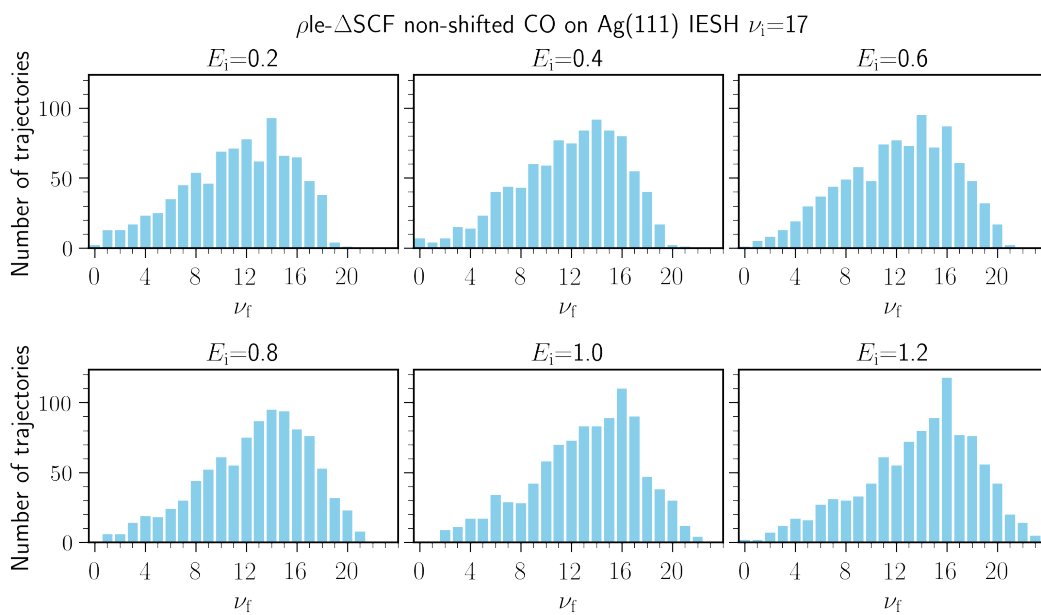 ρle-ΔSCF non-shifted CO on Ag(111) IESH νi=17
Ei=0.2 Ei=0.4 Ei=0.6
Number of trajectories
100
50
0
0 4 8 12 16 20 0 4 8 12 16 20 0 4 8 12 16 20
νf νf νf
Ei=0.8 Ei=1.0 Ei=1.2
Number of trajectories
100
50
0
0 4 8 12 16 20 0 4 8 12 16 20 0 4 8 12 16 20
νf νf νf